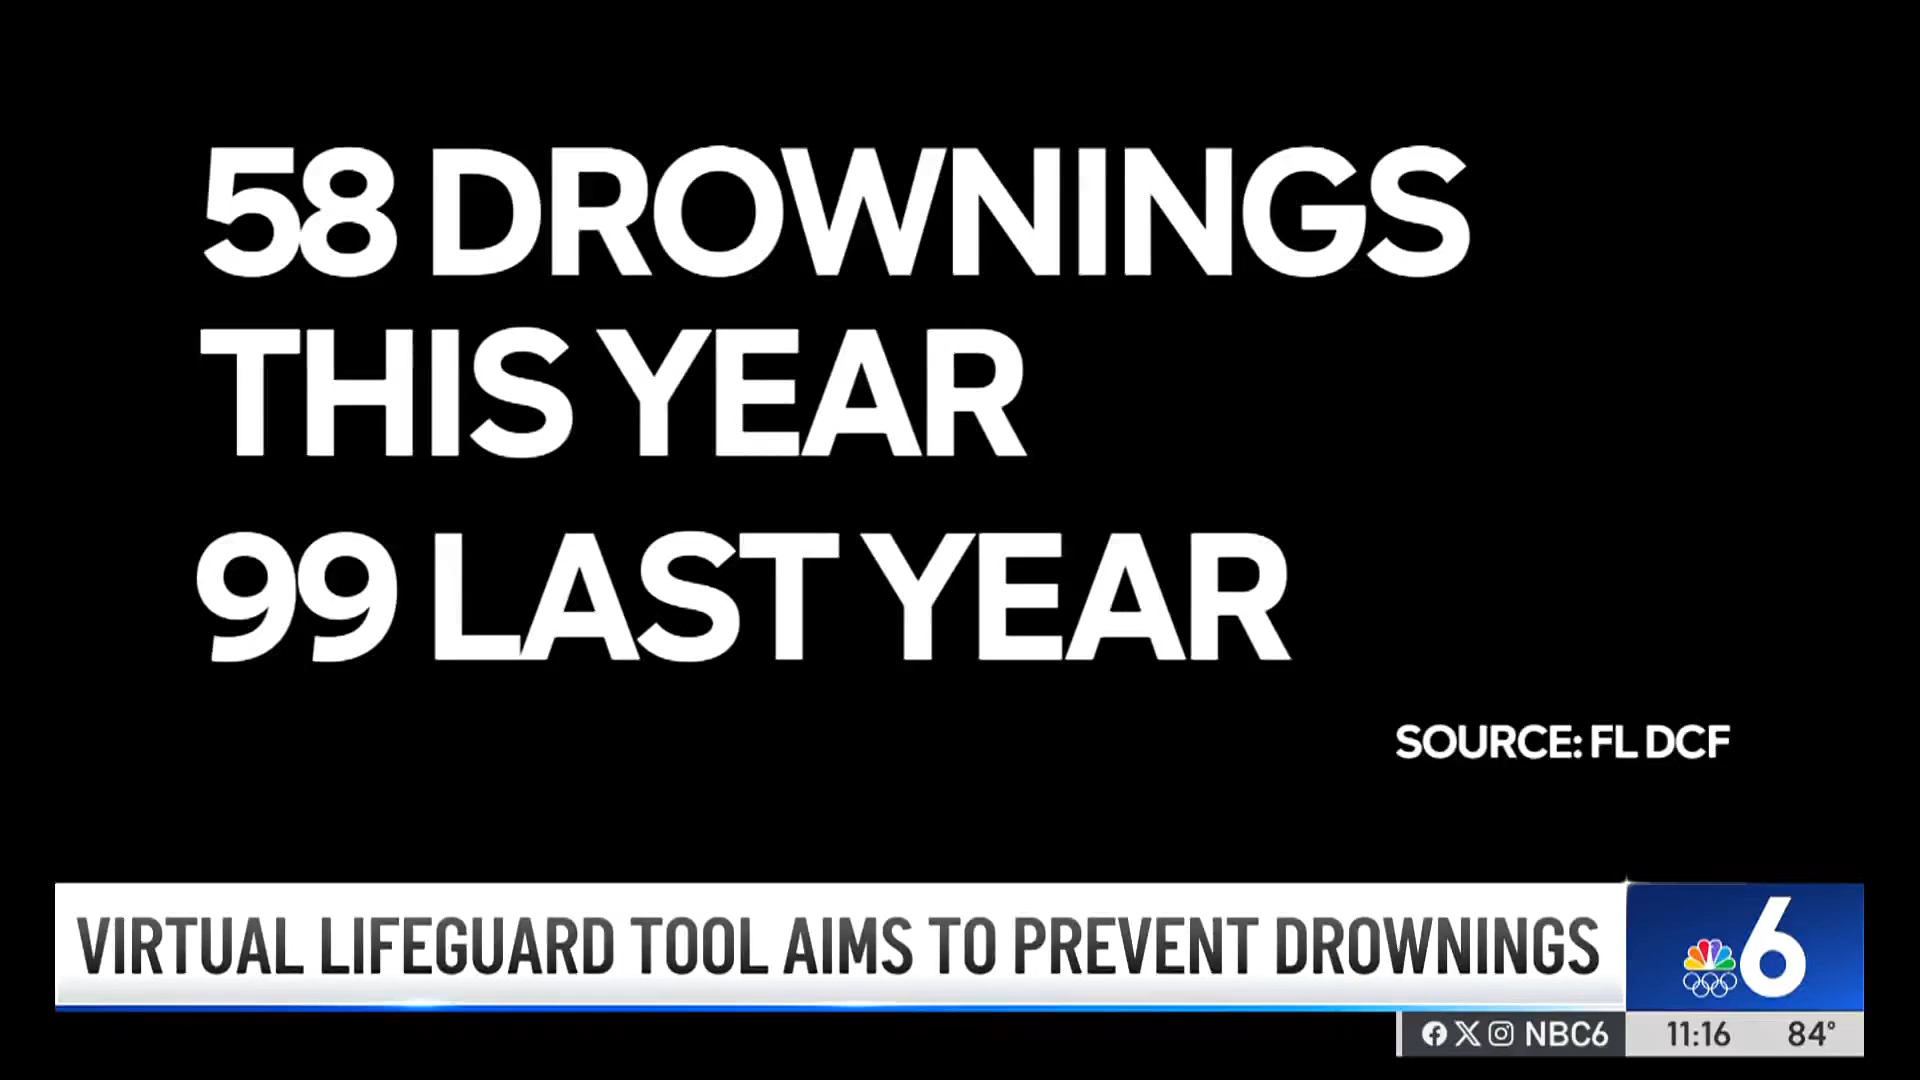 58 DROWNINGS
THIS YEAR
99 LAST YEAR
SOURCE: FL DCF
VIRTUAL LIFEGUARD TOOL AIMS TO PREVENT DROWNINGS
6
NBC6
11:16
84°